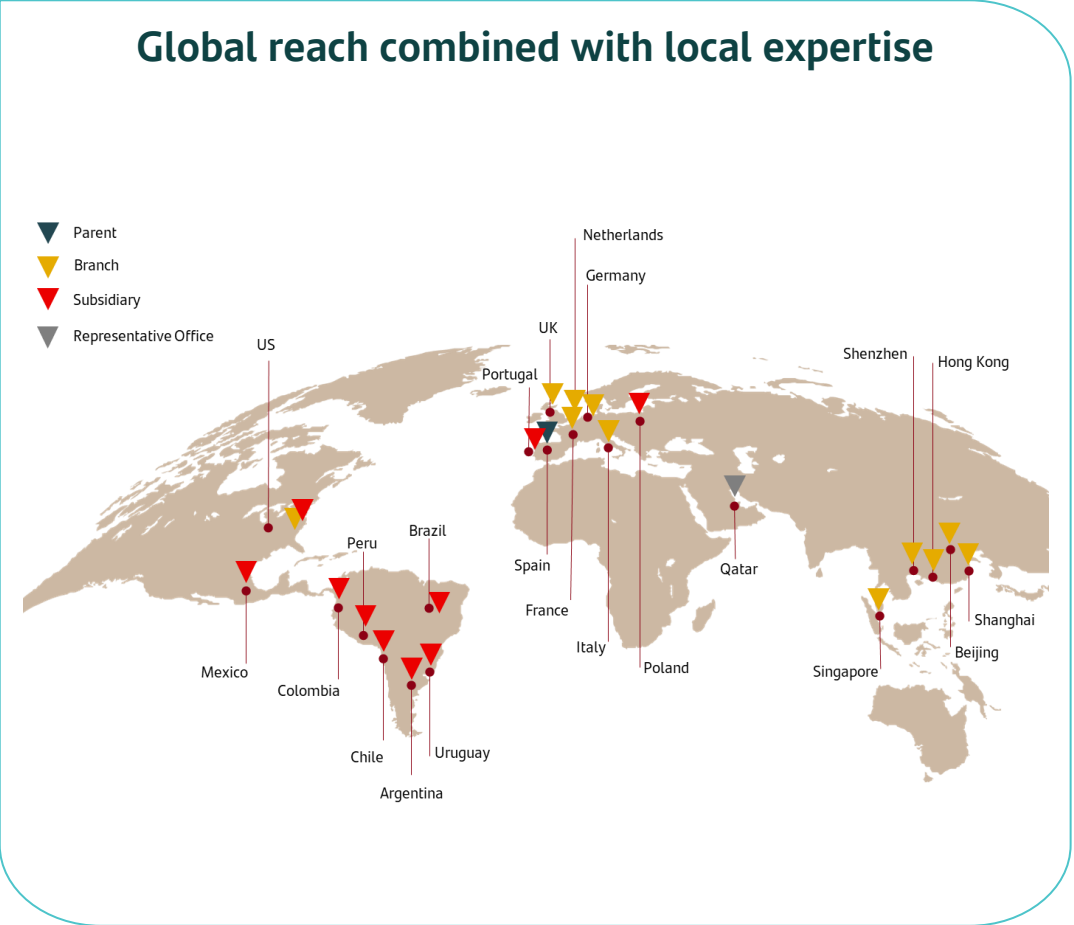 Global reach combined with local expertise
Parent
Branch
Subsidiary
Representative Office
Netherlands
Germany
UK
US
Portugal
Shenzhen
Hong Kong
Brazil
Peru
Spain
Qatar
France
Shanghai
Italy
Beijing
Poland
Mexico
Singapore
Colombia
Uruguay
Chile
Argentina